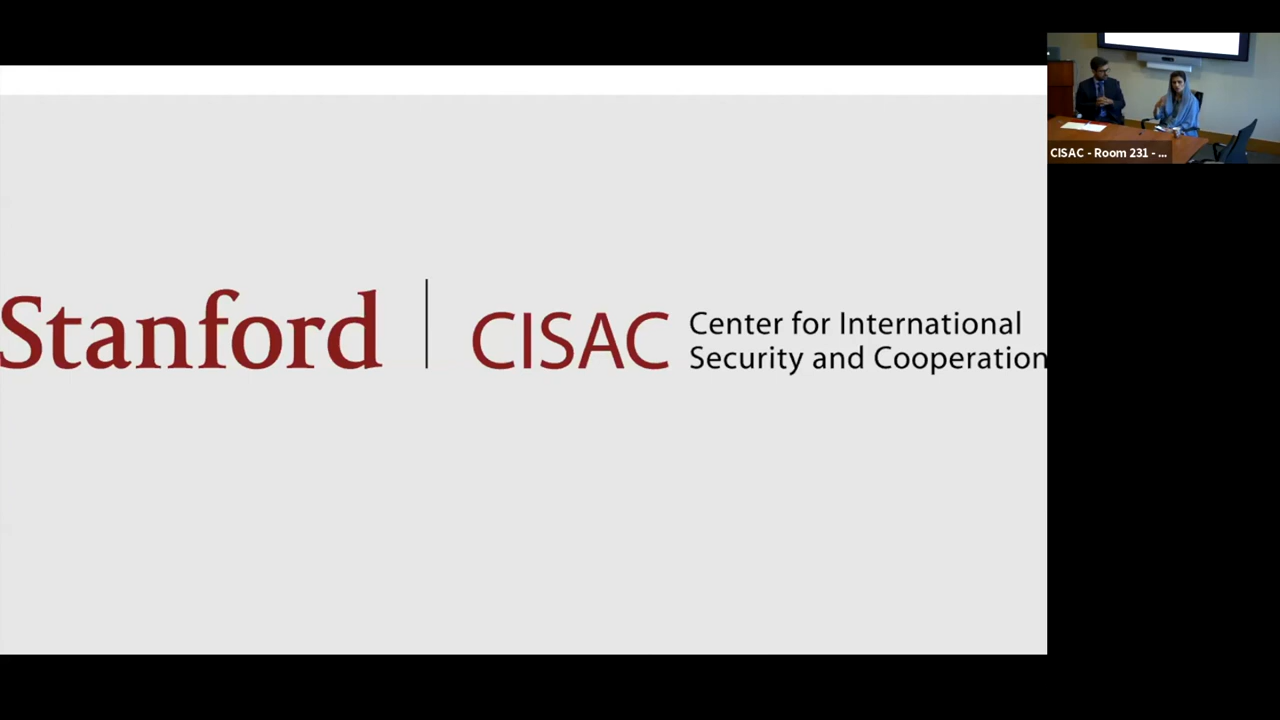 Stanford
CISAC
Center for International
Security and Cooperation
CISAC - Room 231 - ...